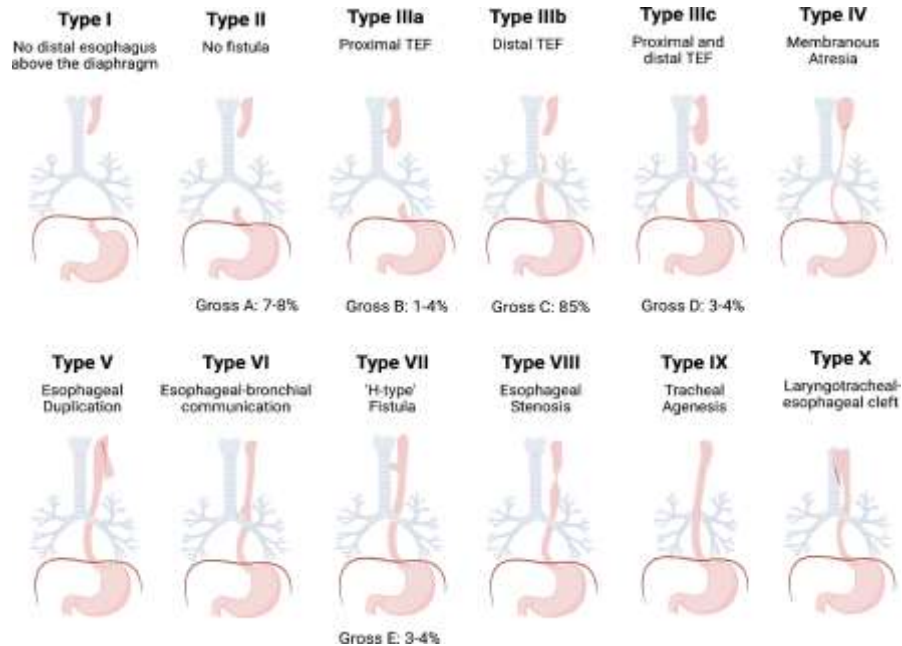 Type I
No distal esophagus
above the diaphragm
Type II
No fistula
Type IIIa
Proximal TEF
Type IIIb
Distal TEF
Type IIIc
Proximal and
distal TEF
Type IV
Membranous
Atresia
Gross A: 7-8%
Gross B: 1-4%
Gross C: 85%
Gross D: 3-4%
Type V
Esophageal
Duplication
Type VI
Esophageal-bronchial
communication
Type VII
'H-type'
Fistula
Type VIII
Esophageal
Stenosis
Type IX
Tracheal
Agenesis
Type X
Laryngotracheal-
esophageal cleft
Gross E: 3-4%